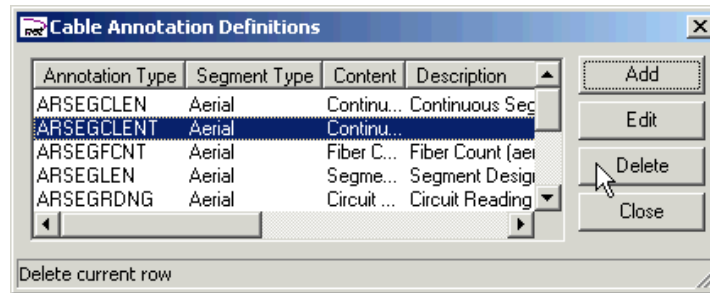 Cable Annotation Definitions
Annotation Type Segment Type Content Description
ARSEGCLEN Aerial Continu... Continuous Seg
ARSEGCLENT Aerial Continu...
ARSEGFCNT Aerial Fiber C... Fiber Count (aer
ARSEGLEN Aerial Segme... Segment Desig
ARSEGRDNG Aerial Circuit ... Circuit Reading
Add
Edit
Delete
Close
Delete current row